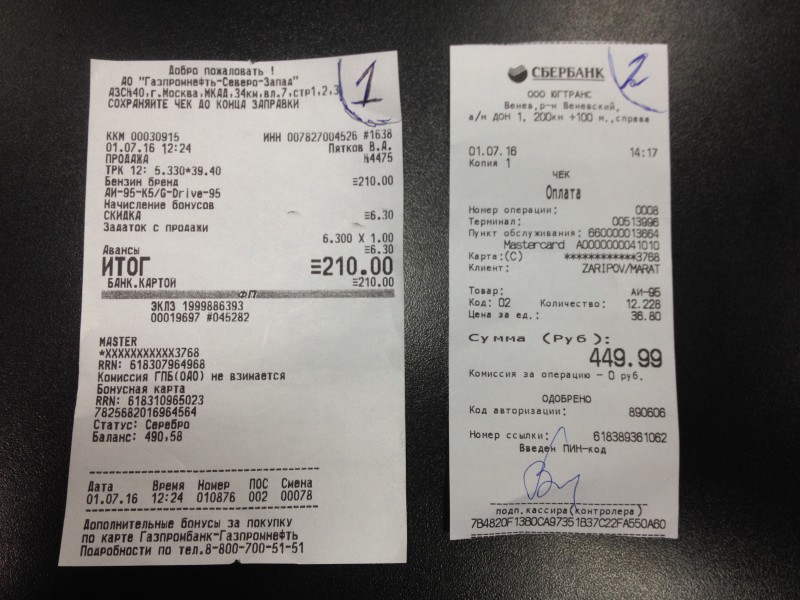 Добро пожаловать !
АО "Газпромнефть-Северо-Запад"
АЗС№40,г.Москва,МКАД,34км,вл.7,стр1,2,3
СОХРАНЯЙТЕ ЧЕК ДО КОНЦА ЗАПРАВКИ
1
ККМ 00030915 ИНН 007827004526 #1638
01.07.16 12:24 Пятков В.А.
ПРОДАЖА №4475
ТРК 12: 5.330*39.40
Бензин бренд ≡210.00
АИ-95-К5/G-Drive-95
Начисление бонусов
СКИДКА ≡6.30
Задаток с продажи
6.300 X 1.00
Авансы ≡6.30
ИТОГ ≡210.00
БАНК.КАРТОЙ ≡210.00
ФП
ЭКЛЗ 1999886393
00019697 #045282
MASTER
*XXXXXXXXXXX3768
RRN: 618307964968
Комиссия ГПБ(ОАО) не взимается
Бонусная карта
RRN: 618310965023
7825682016964564
Статус: Серебро
Баланс: 490,58
Дата Время Номер ПОС Смена
01.07.16 12:24 010876 002 00078
Дополнительные бонусы за покупку
по карте Газпромбанк-Газпромнефть
Подробности по тел.8-800-700-51-51
СБЕРБАНК
2
ООО ЮГТРАНС
Венев,р-н Веневский,
а/н ДОН 1, 200км +100 м.,справа
01.07.16 14:17
Копия 1
ЧЕК
Оплата
Номер операции: 0008
Терминал: 00513996
Пункт обслуживания: 660000013664
Mastercard A0000000041010
Карта:(С) ************3768
Клиент: ZARIPOV/MARAT
Товар: АИ-95
Код: 02 Количество: 12.228
Цена за ед.: 36.80
Сумма (Руб):
449.99
Комиссия за операцию – 0 руб.
ОДОБРЕНО
Код авторизации: 890606
Номер ссылки: 618389361062
Введен ПИН-код
подп.кассира(контролера)
7B4820F13B0CA97351B37C22FA550A60